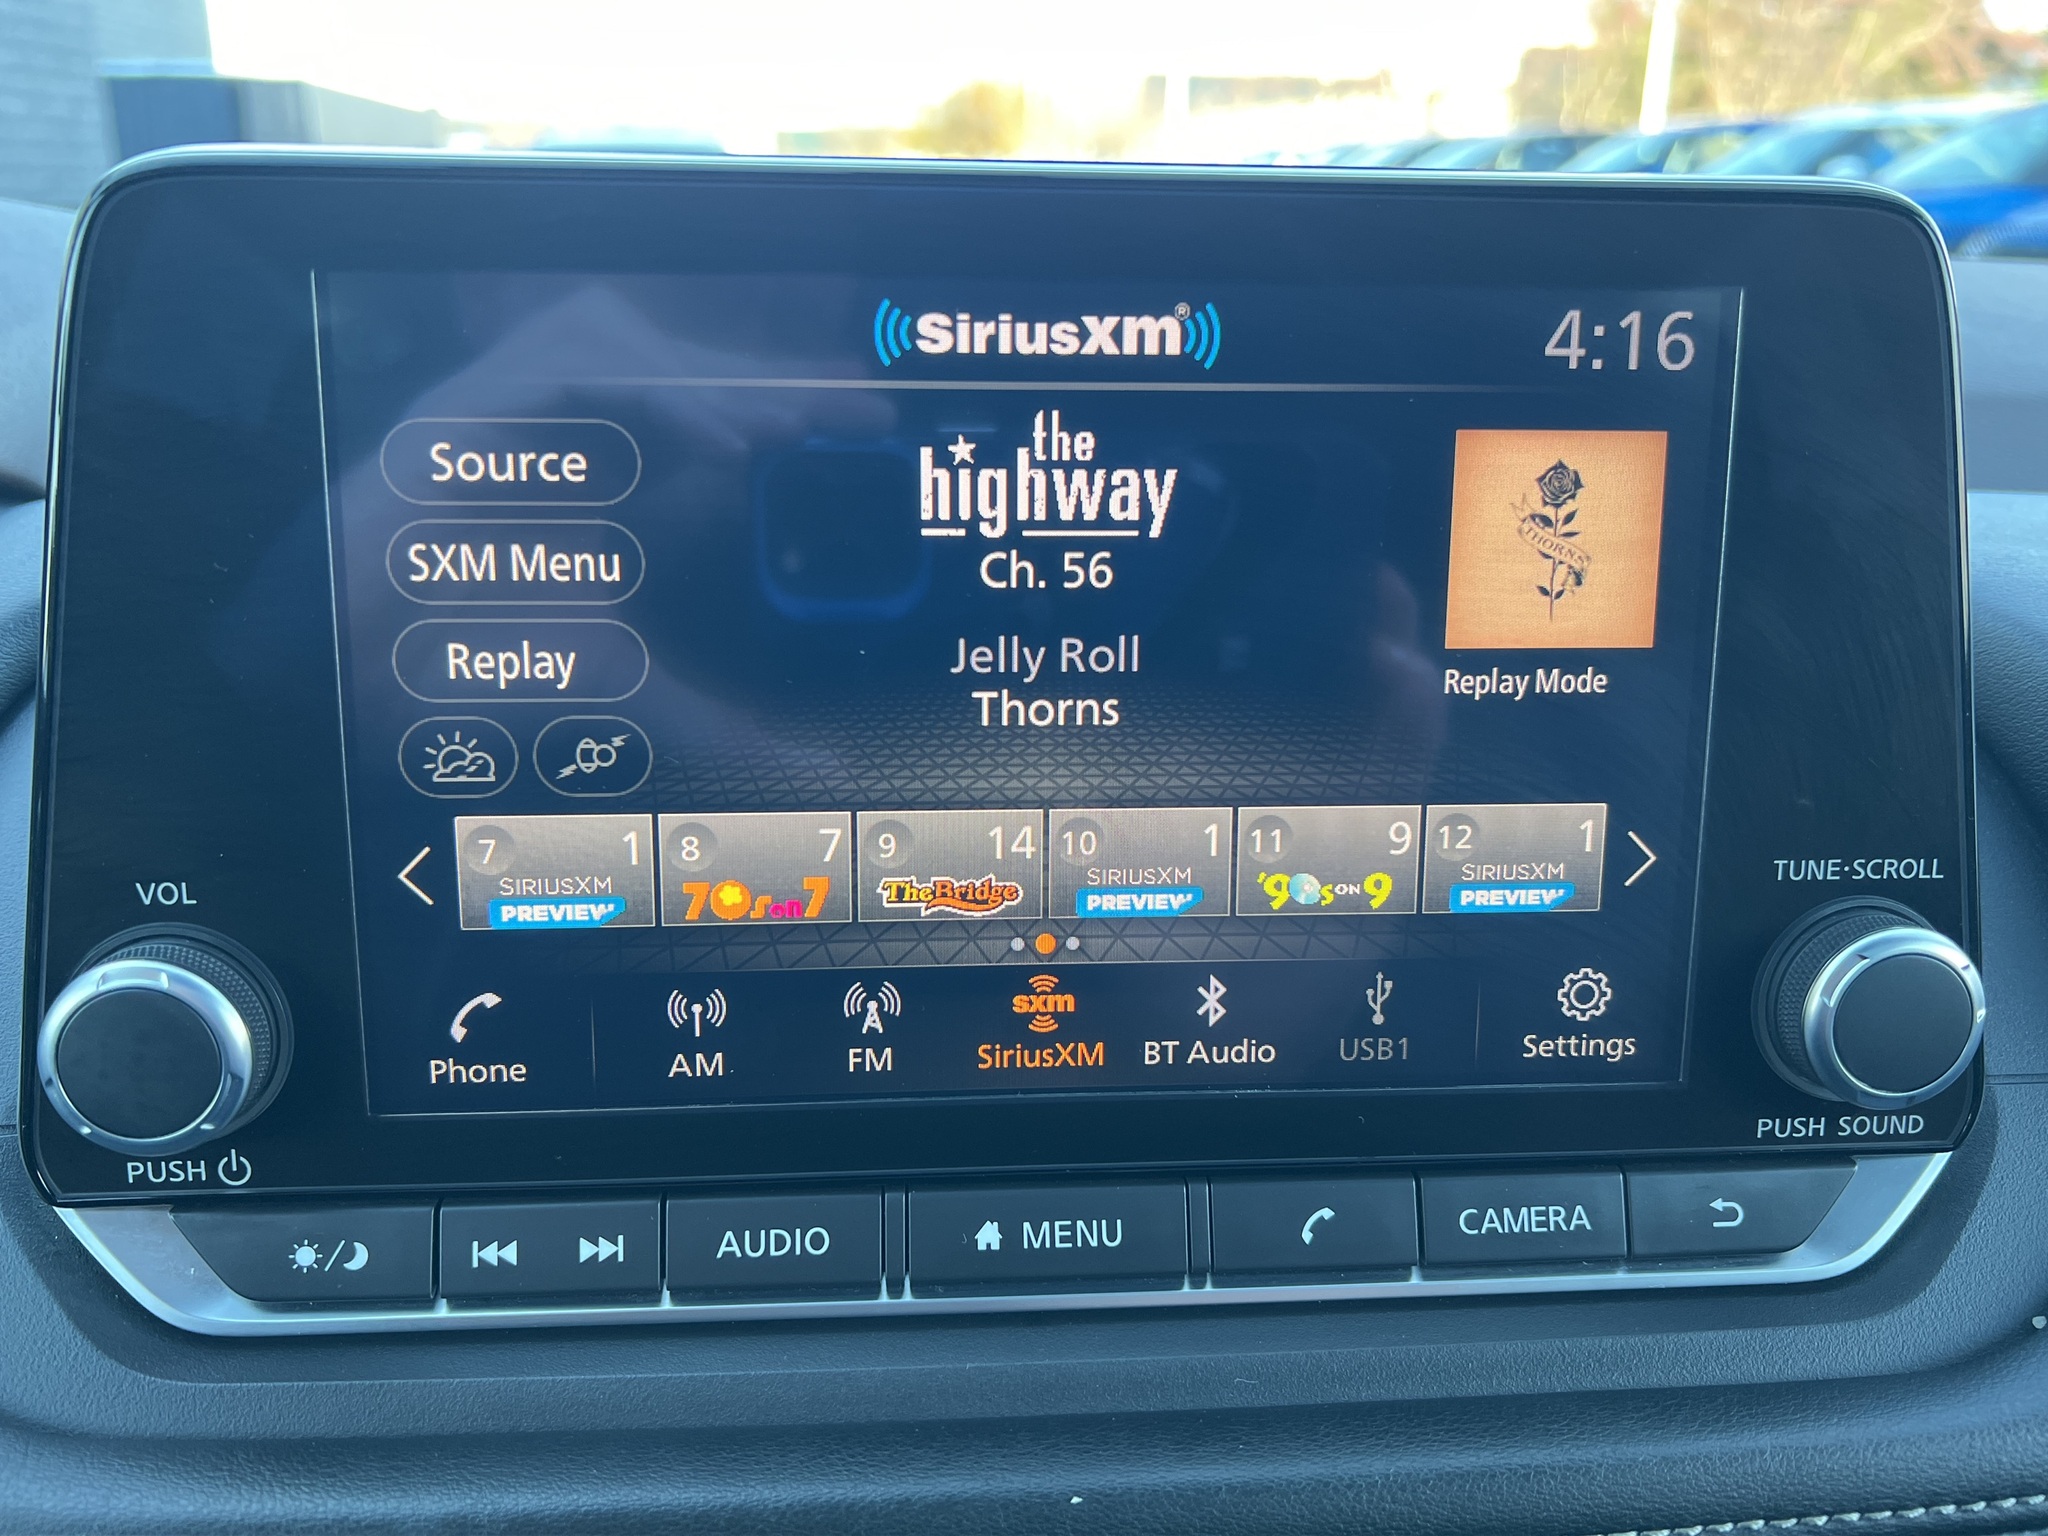 SiriusXM®
4:16
Source
SXM Menu
Replay
the
highway
Ch. 56
Jelly Roll
Thorns
THORNS
Replay Mode
7 1
SIRIUSXM
PREVIEW
8 7
70s on 7
9 14
The Bridge
10 1
SIRIUSXM
PREVIEW
11 9
'90s ON 9
12 1
SIRIUSXM
PREVIEW
Phone
AM
FM
sxm
SiriusXM
BT Audio
USB1
Settings
VOL
PUSH
TUNE·SCROLL
PUSH SOUND
AUDIO
MENU
CAMERA